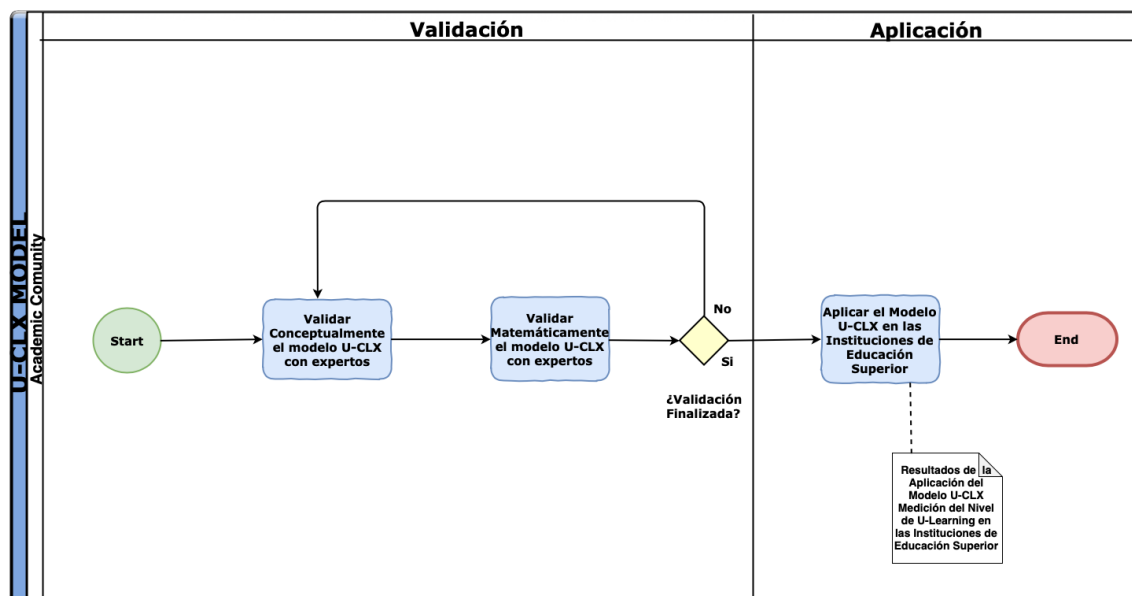 Validación
Aplicación
U-CLX MODEL
Academic Comunity
Start
Validar
Conceptualmente
el modelo U-CLX
con expertos
Validar
Matemáticamente
el modelo U-CLX
con expertos
No
Si
¿Validación
Finalizada?
Aplicar el Modelo
U-CLX en las
Instituciones de
Educación
Superior
End
Resultados de la
Aplicación del
Modelo U-CLX
Medición del Nivel
de U-Learning en
las Instituciones de
Educación Superior